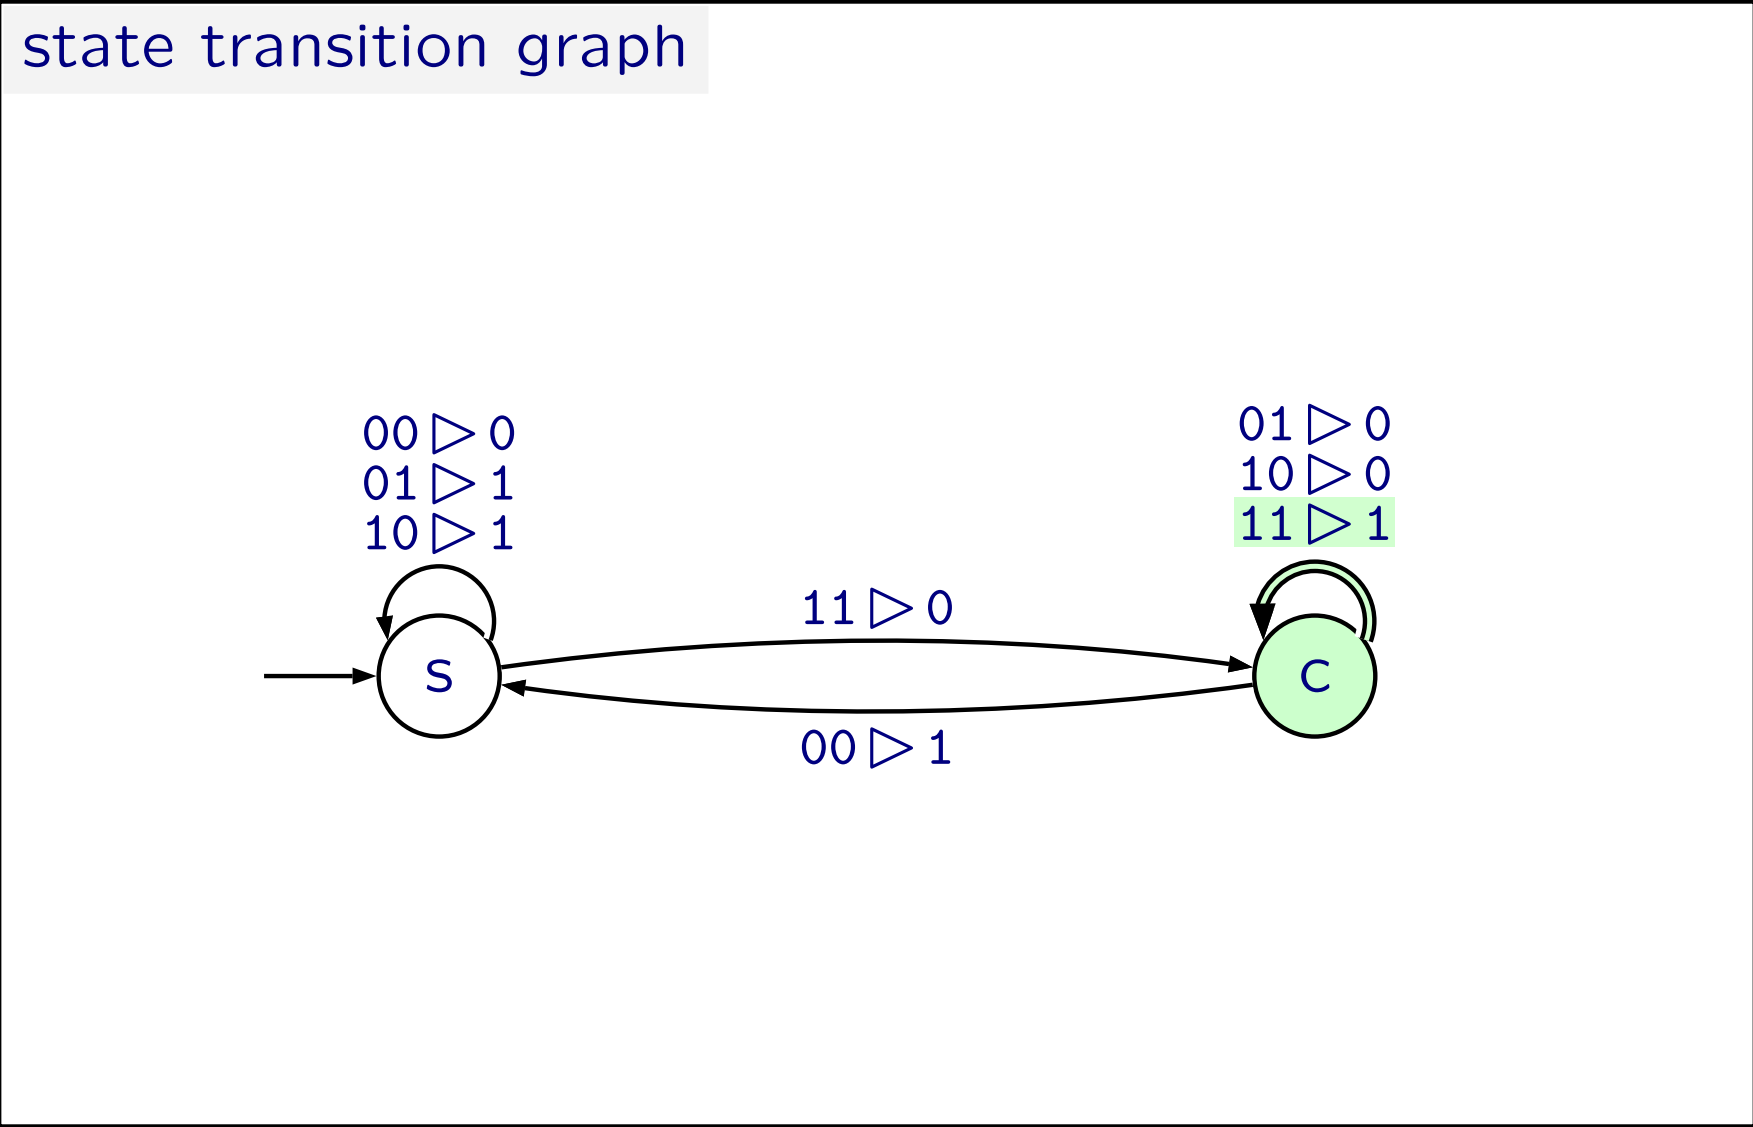 state transition graph
00 ▷ 0
01 ▷ 1
10 ▷ 1
01 ▷ 0
10 ▷ 0
11 ▷ 1
11 ▷ 0
S
C
00 ▷ 1